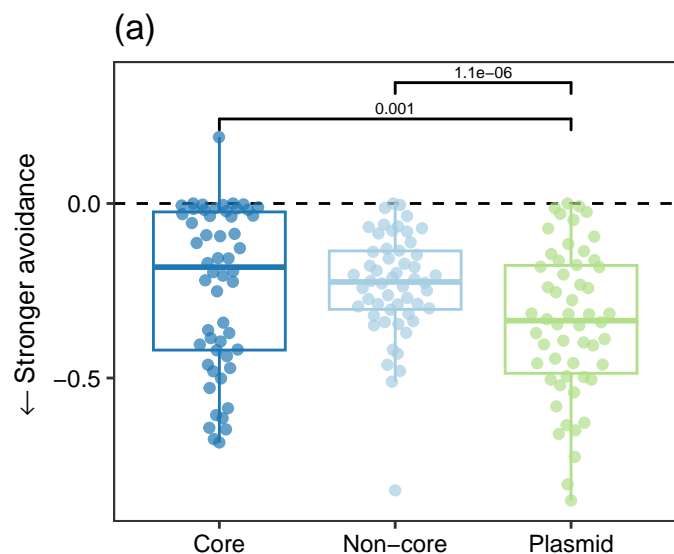 (a)
1.1e−06
0.001
0.0
−0.5
← Stronger avoidance
Core Non−core Plasmid